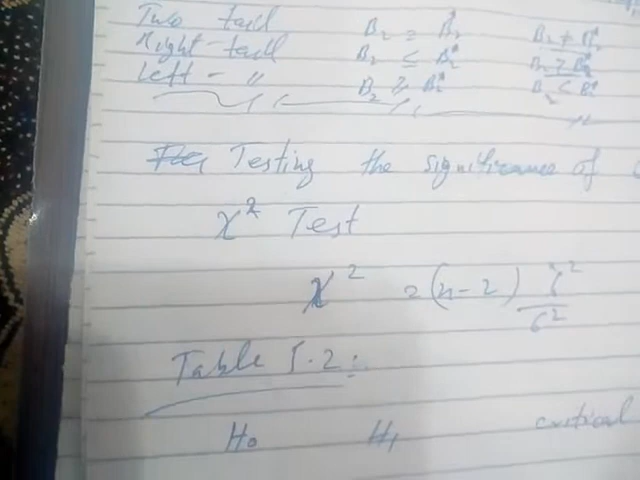 Two tail B₂ = B₂* B₂ ≠ B₂*
Right-tail B₂ ≤ B₂* B₂ > B₂*
Left - " B₂ ≥ B₂* B₂ < B₂*
Testing the significance of
χ² Test
χ² = (n-2) σ̂²/σ²
Table 5.2:
H₀ H₁ critical